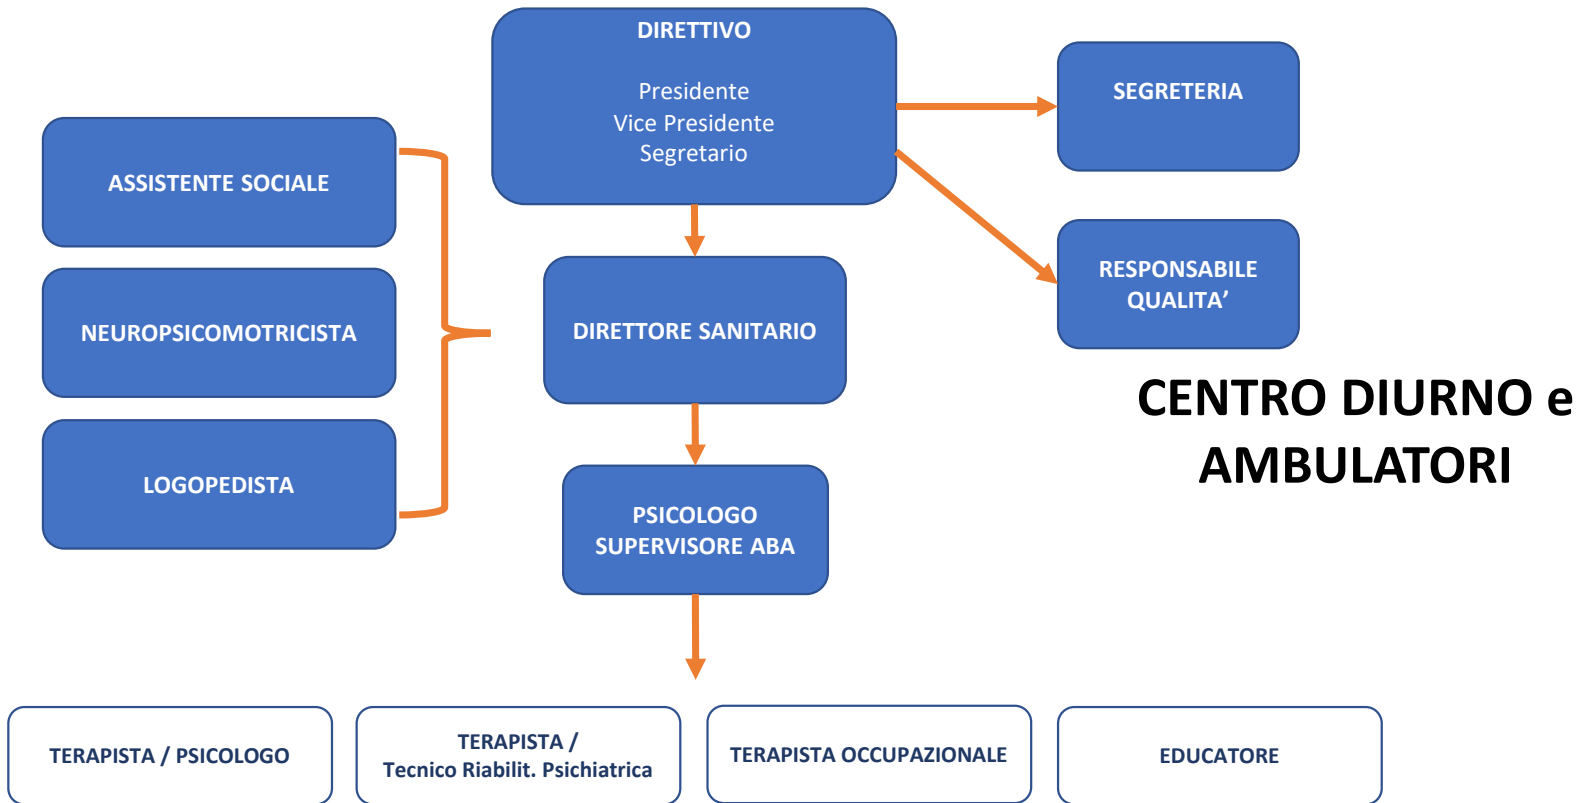 DIRETTIVO
Presidente
Vice Presidente
Segretario
SEGRETERIA
ASSISTENTE SOCIALE
NEUROPSICOMOTRICISTA
LOGOPEDISTA
DIRETTORE SANITARIO
RESPONSABILE
QUALITA’
CENTRO DIURNO e
AMBULATORI
PSICOLOGO
SUPERVISORE ABA
TERAPISTA / PSICOLOGO
TERAPISTA /
Tecnico Riabilit. Psichiatrica
TERAPISTA OCCUPAZIONALE
EDUCATORE